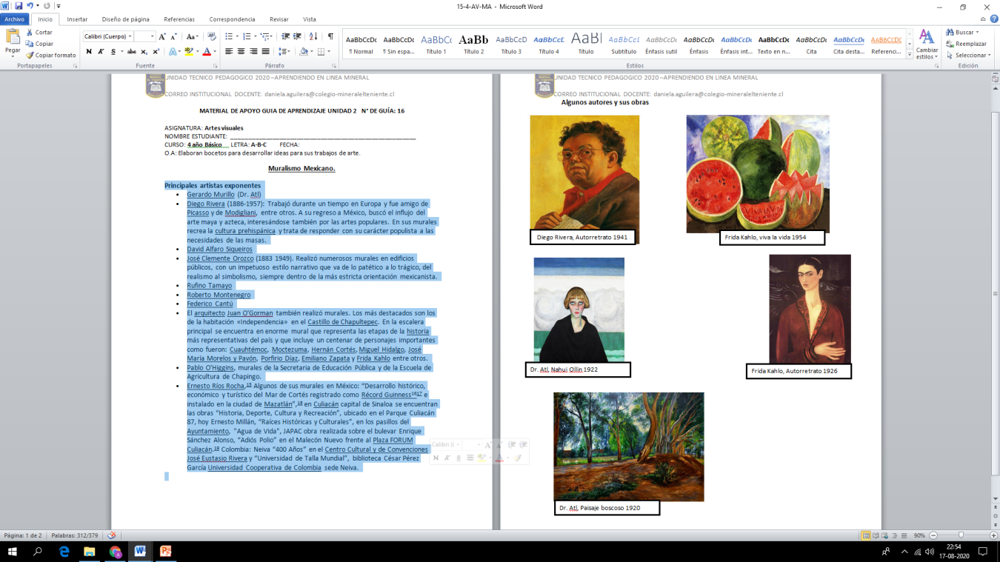 15-4-AV-MA - Microsoft Word
Archivo Inicio Insertar Diseño de página Referencias Correspondencia Revisar Vista
Pegar
Cortar
Copiar
Copiar formato
Portapapeles
Calibri (Cuerpo)
Fuente
Párrafo
AaBbCcDc AaBbCcDc AaBbCc AaBb AaBbCcD AaBbCcL AaBl AaBbCcL AaBbCcDc AaBbCcDc AaBbCcDc AaBbCcDc AaBbCcDc AaBbCcDc AaBbCcDc
¶ Normal ¶ Sin espa... Título 1 Título 2 Título 3 Título 4 Título Subtítulo Énfasis sutil Énfasis Énfasis int... Texto en n... Cita Cita desta... Referenci...
Estilos
Cambiar estilos
Buscar
Reemplazar
Seleccionar
Edición
UNIDAD TECNICO PEDAGOGICO 2020 –APRENDIENDO EN LINEA MINERAL
CORREO INSTITUCIONAL DOCENTE: daniela.aguilera@colegio-mineralelteniente.cl
MATERIAL DE APOYO GUIA DE APRENDIZAJE UNIDAD 2 N° DE GUÍA: 16
ASIGNATURA: Artes visuales
NOMBRE ESTUDIANTE:
CURSO: 4 año Básico LETRA: A-B-C FECHA:
O.A: Elaboran bocetos para desarrollar ideas para sus trabajos de arte.
Muralismo Mexicano.
Principales artistas exponentes
• Gerardo Murillo (Dr. Atl)
• Diego Rivera (1886-1957): Trabajó durante un tiempo en Europa y fue amigo de
Picasso y de Modigliani, entre otros. A su regreso a México, buscó el influjo del
arte maya y azteca, interesándose también por las artes populares. En sus murales
recrea la cultura prehispánica y trata de responder con su carácter populista a las
necesidades de las masas.
• David Alfaro Siqueiros
• José Clemente Orozco (1883 1949). Realizó numerosos murales en edificios
públicos, con un impetuoso estilo narrativo que va de lo patético a lo trágico, del
realismo al simbolismo, siempre dentro de la más estricta orientación mexicanista.
• Rufino Tamayo
• Roberto Montenegro
• Federico Cantú
• El arquitecto Juan O'Gorman también realizó murales. Los más destacados son los
de la habitación «Independencia» en el Castillo de Chapultepec. En la escalera
principal se encuentra en enorme mural que representa las etapas de la historia
más representativas del país y que incluye un centenar de personajes importantes
como fueron: Cuauhtémoc, Moctezuma, Hernán Cortés, Miguel Hidalgo, José
María Morelos y Pavón, Porfirio Díaz, Emiliano Zapata y Frida Kahlo entre otros.
• Pablo O'Higgins, murales de la Secretaria de Educación Pública y de la Escuela de
Agricultura de Chapingo.
• Ernesto Ríos Rocha,15 Algunos de sus murales en México: “Desarrollo histórico,
económico y turístico del Mar de Cortés registrado como Récord Guinness1617 e
instalado en la ciudad de Mazatlán”,18 en Culiacán capital de Sinaloa se encuentran
las obras “Historia, Deporte, Cultura y Recreación”, ubicado en el Parque Culiacán
87, hoy Ernesto Millán, “Raíces Históricas y Culturales”, en los pasillos del
Ayuntamiento, "Agua de Vida", JAPAC obra realizada sobre el bulevar Enrique
Sánchez Alonso, “Adiós Polio” en el Malecón Nuevo frente al Plaza FORUM
Culiacán.19 Colombia: Neiva “400 Años” en el Centro Cultural y de Convenciones
José Eustasio Rivera y “Universidad de Talla Mundial”, biblioteca César Pérez
García Universidad Cooperativa de Colombia sede Neiva.
UNIDAD TECNICO PEDAGOGICO 2020 –APRENDIENDO EN LINEA MINERAL
CORREO INSTITUCIONAL DOCENTE: daniela.aguilera@colegio-mineralelteniente.cl
Algunos autores y sus obras
Diego Rivera, Autorretrato 1941
VIVA LA VIDA
Frida Kahlo, viva la vida 1954
Dr. Atl, Nahui Ollin 1922
Frida Kahlo, Autorretrato 1926
Dr. Atl, Paisaje boscoso 1920
Página: 1 de 2 Palabras: 312/379
90%
22:54
17-08-2020